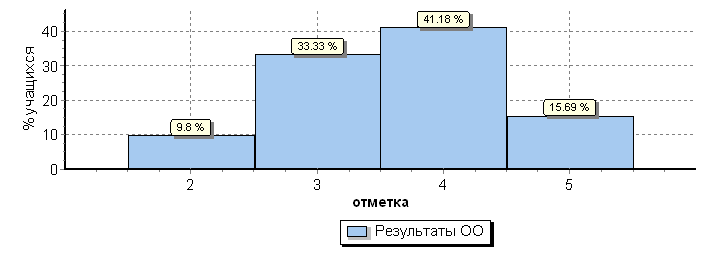 % учащихся
40
30
20
10
0
9.8 %
33.33 %
41.18 %
15.69 %
2 3 4 5
отметка
Результаты ОО